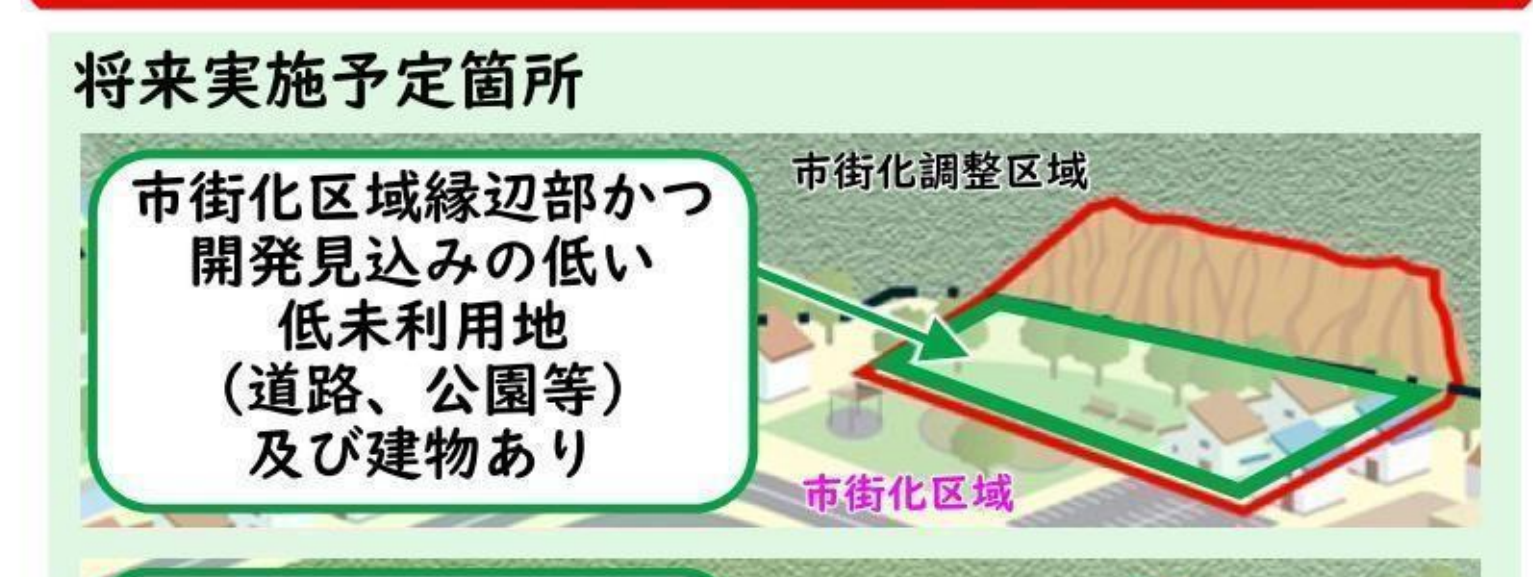 将来実施予定箇所
市街化区域縁辺部かつ
開発見込みの低い
低未利用地
（道路、公園等）
及び建物あり
市街化調整区域
市街化区域